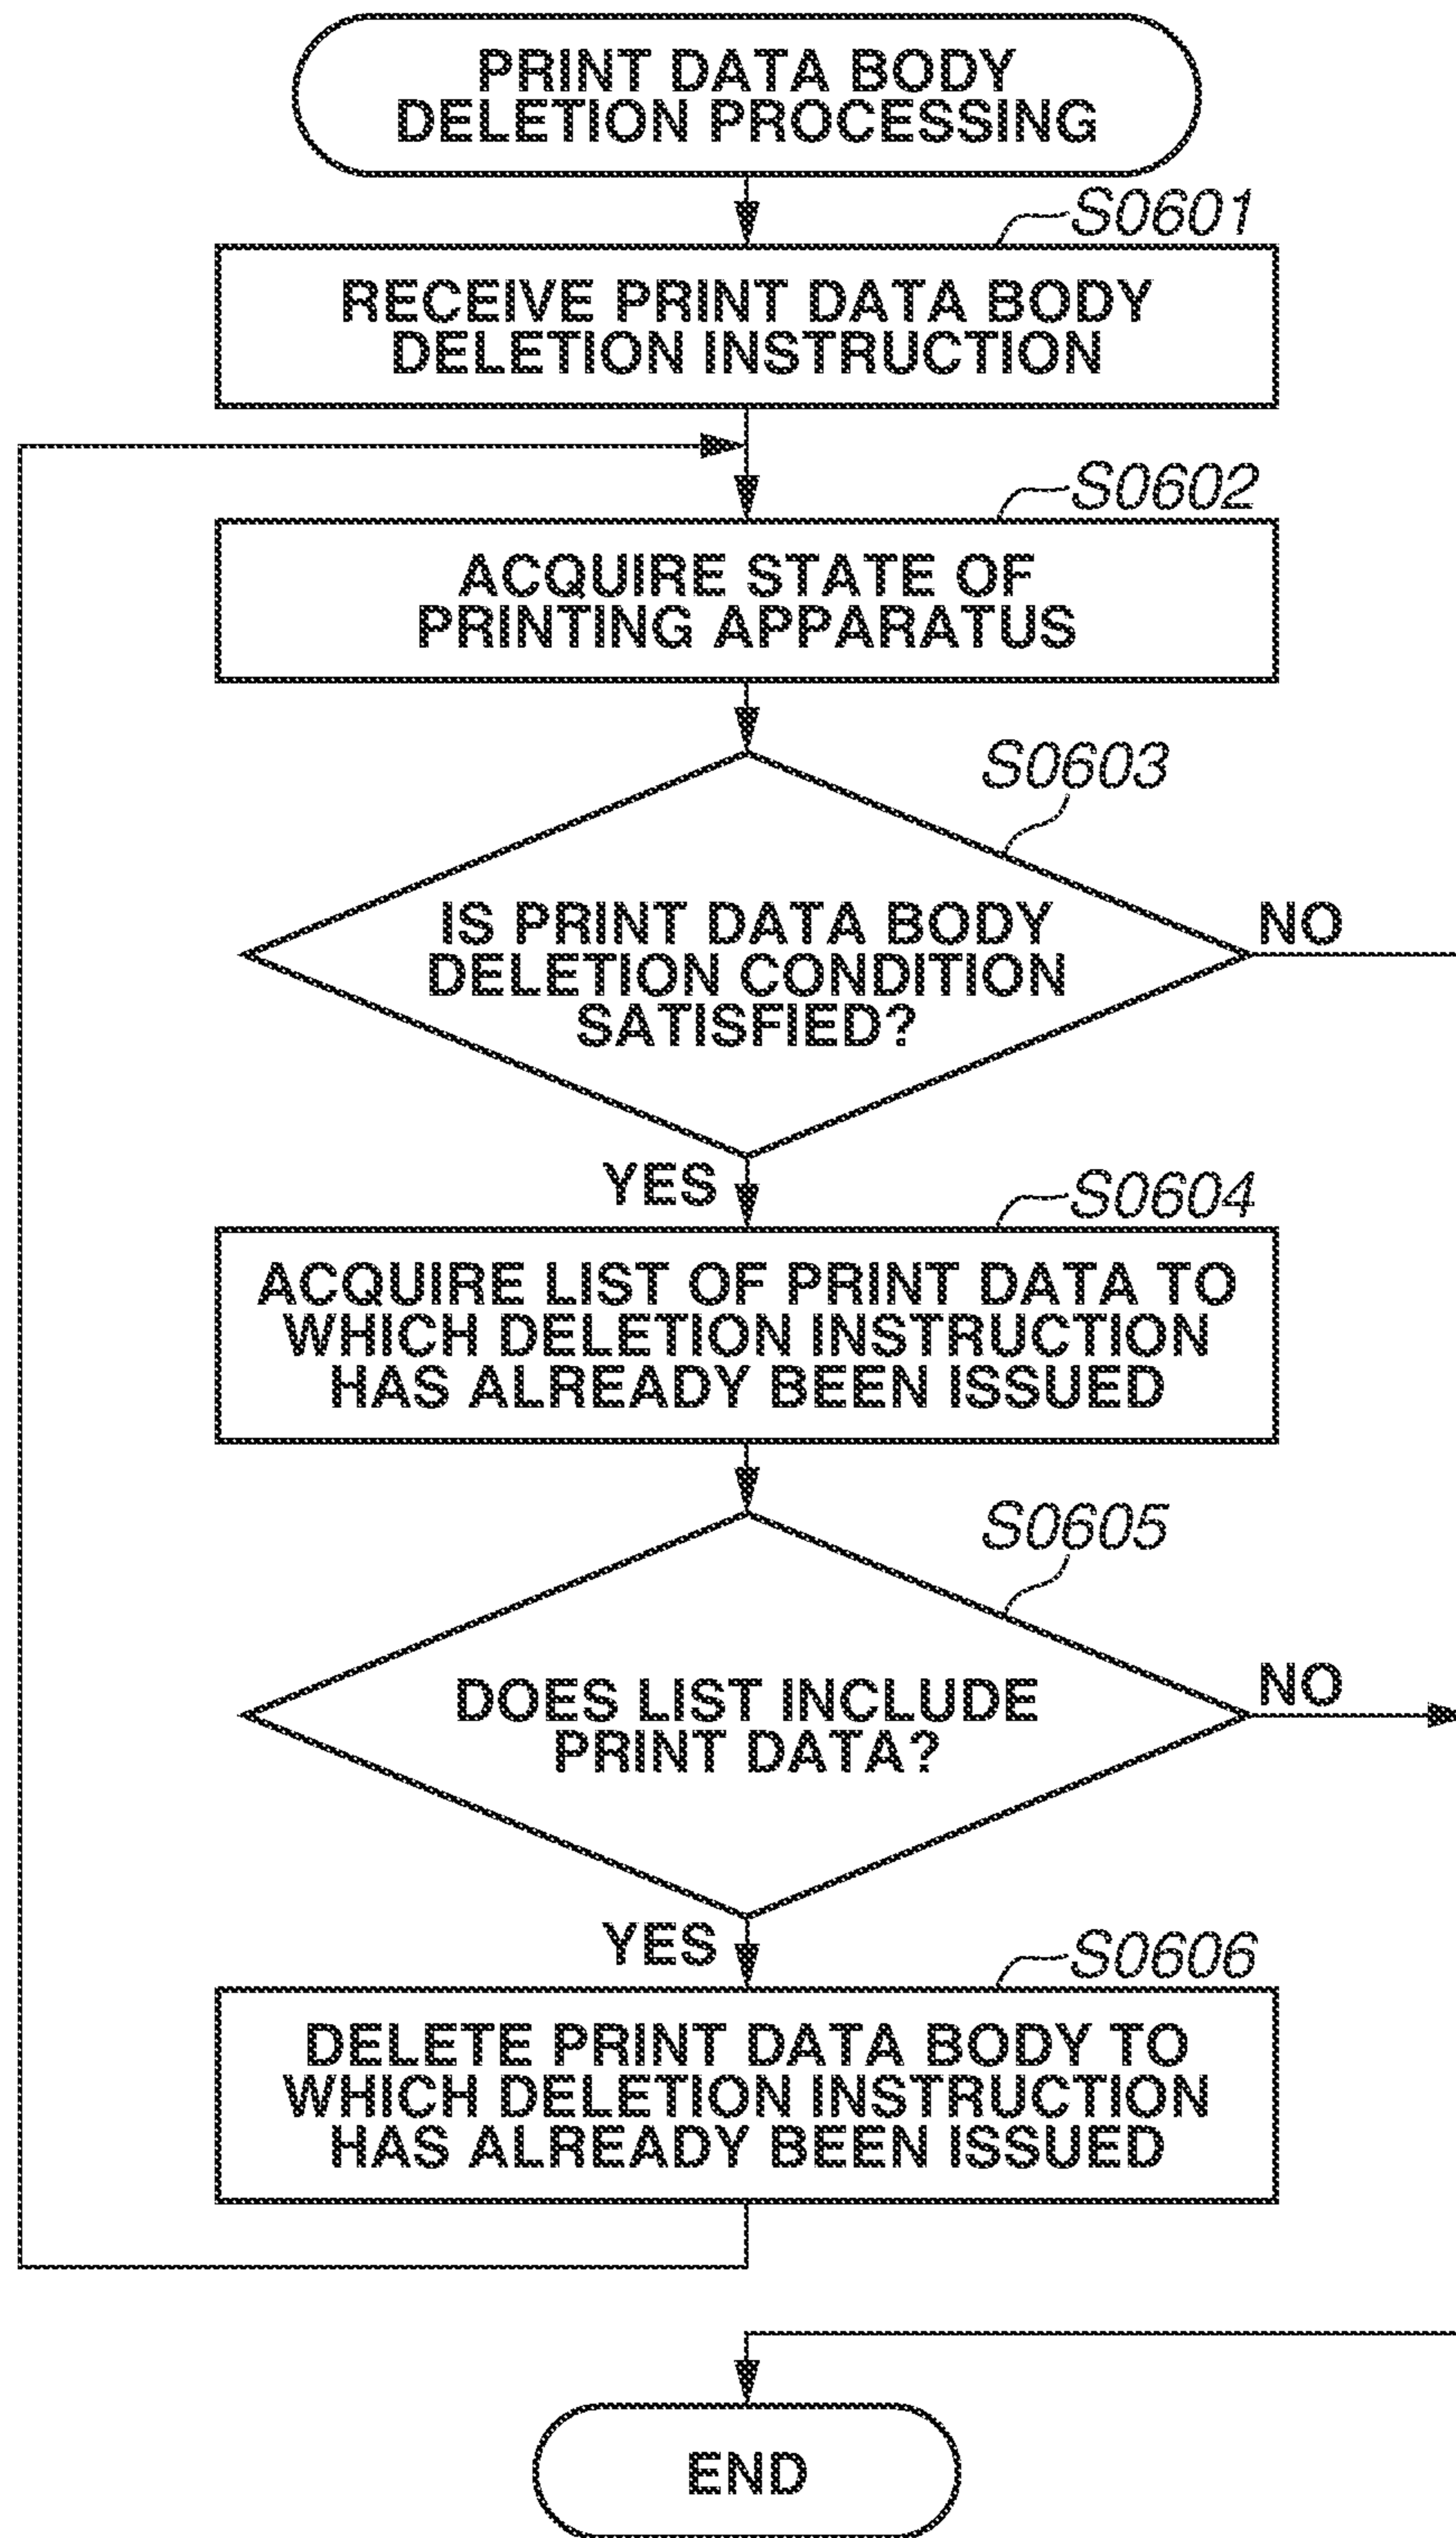 PRINT DATA BODY
DELETION PROCESSING
S0601
RECEIVE PRINT DATA BODY
DELETION INSTRUCTION
S0602
ACQUIRE STATE OF
PRINTING APPARATUS
S0603
IS PRINT DATA BODY
DELETION CONDITION
SATISFIED?
NO
YES
S0604
ACQUIRE LIST OF PRINT DATA TO
WHICH DELETION INSTRUCTION
HAS ALREADY BEEN ISSUED
S0605
DOES LIST INCLUDE
PRINT DATA?
NO
YES
S0606
DELETE PRINT DATA BODY TO
WHICH DELETION INSTRUCTION
HAS ALREADY BEEN ISSUED
END